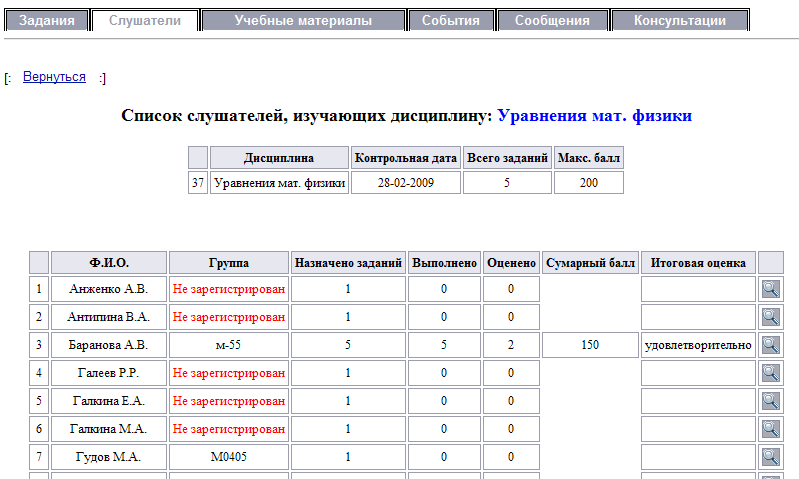 Задания Слушатели Учебные материалы События Сообщения Консультации
[: Вернуться :]
Список слушателей, изучающих дисциплину: Уравнения мат. физики
Дисциплина Контрольная дата Всего заданий Макс. балл
37 Уравнения мат. физики 28-02-2009 5 200
Ф.И.О. Группа Назначено заданий Выполнено Оценено Сумарный балл Итоговая оценка
1 Анженко А.В. Не зарегистрирован 1 0 0
2 Антипина В.А. Не зарегистрирован 1 0 0
3 Баранова А.В. м-55 5 5 2 150 удовлетворительно
4 Галеев Р.Р. Не зарегистрирован 1 0 0
5 Галкина Е.А. Не зарегистрирован 1 0 0
6 Галкина М.А. Не зарегистрирован 1 0 0
7 Гудов М.А. М0405 1 0 0